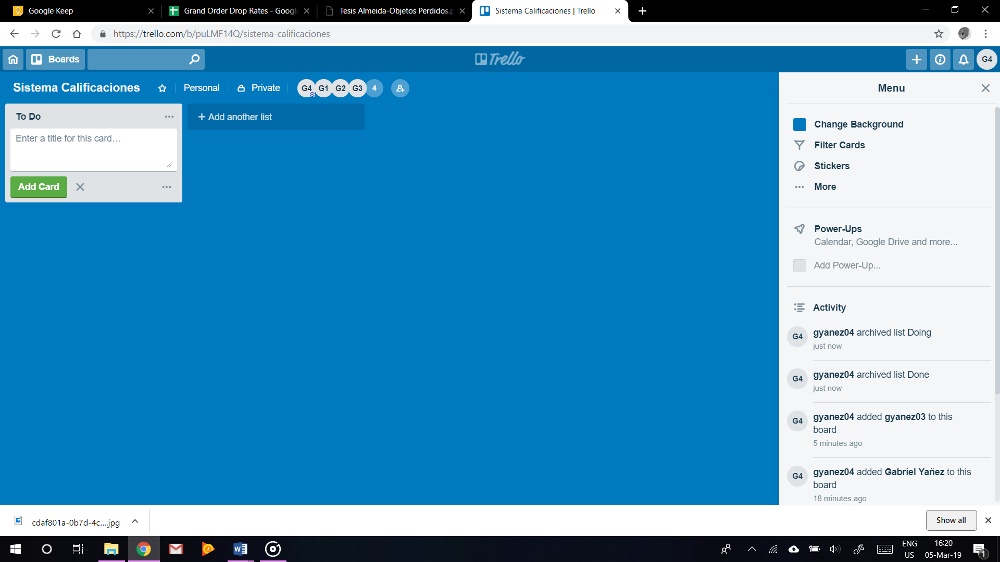 Google Keep
Grand Order Drop Rates - Google
Tesis Almeida-Objetos Perdidos.p
Sistema Calificaciones | Trello
https://trello.com/b/puLMF14Q/sistema-calificaciones
Boards
Trello
G4
Sistema Calificaciones
Personal
Private
G4 G1 G2 G3 4
Menu
To Do
+ Add another list
Enter a title for this card…
Add Card
Change Background
Filter Cards
Stickers
More
Power-Ups
Calendar, Google Drive and more...
Add Power-Up...
Activity
G4
gyanez04 archived list Doing
just now
G4
gyanez04 archived list Done
just now
G4
gyanez04 added gyanez03 to this
board
5 minutes ago
G4
gyanez04 added Gabriel Yañez to this
board
18 minutes ago
cdaf801a-0b7d-4c....jpg
Show all
ENG
US
16:20
05-Mar-19
1